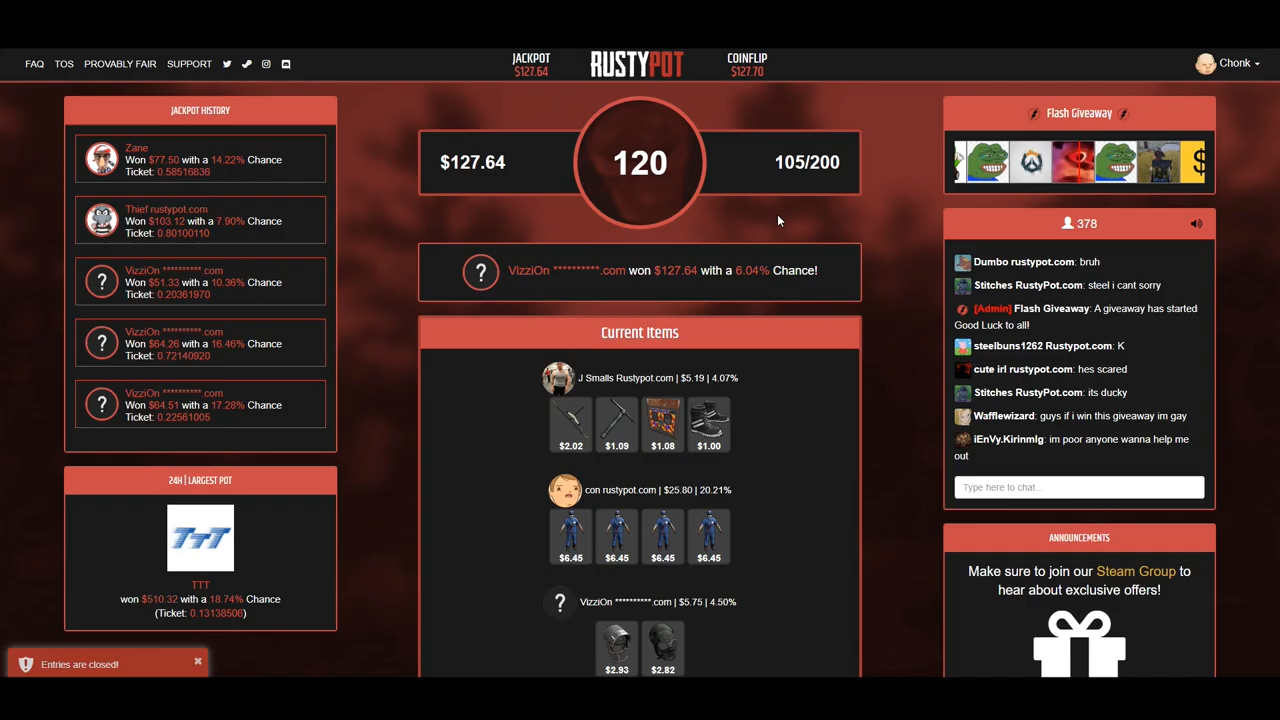 FAQ TOS PROVABLY FAIR SUPPORT
JACKPOT
$127.64
RUSTYPOT
COINFLIP
$127.70
Chonk
JACKPOT HISTORY
Zane
Won $77.50 with a 14.22% Chance
Ticket: 0.58516836
Thief rustypot.com
Won $103.12 with a 7.90% Chance
Ticket: 0.80100110
VizziOn **********.com
Won $51.33 with a 10.36% Chance
Ticket: 0.20361970
VizziOn **********.com
Won $64.26 with a 16.46% Chance
Ticket: 0.72140920
VizziOn **********.com
Won $64.51 with a 17.28% Chance
Ticket: 0.22561005
24H | LARGEST POT
TTT
TTT
won $510.32 with a 18.74% Chance
(Ticket: 0.13138506)
Entries are closed!
$127.64
120
105/200
VizziOn **********.com won $127.64 with a 6.04% Chance!
Current Items
J Smalls Rustypot.com | $5.19 | 4.07%
$2.02 $1.09 $1.08 $1.00
con rustypot.com | $25.80 | 20.21%
$6.45 $6.45 $6.45 $6.45
VizziOn **********.com | $5.75 | 4.50%
$2.93 $2.82
Flash Giveaway
378
Dumbo rustypot.com: bruh
Stitches RustyPot.com: steel i cant sorry
[Admin] Flash Giveaway: A giveaway has started
Good Luck to all!
steelbuns1262 Rustypot.com: K
cute irl rustypot.com: hes scared
Stitches RustyPot.com: its ducky
Wafflewizard: guys if i win this giveaway im gay
iEnVy.Kirinmlg: im poor anyone wanna help me
out
Type here to chat...
ANNOUNCEMENTS
Make sure to join our Steam Group to
hear about exclusive offers!